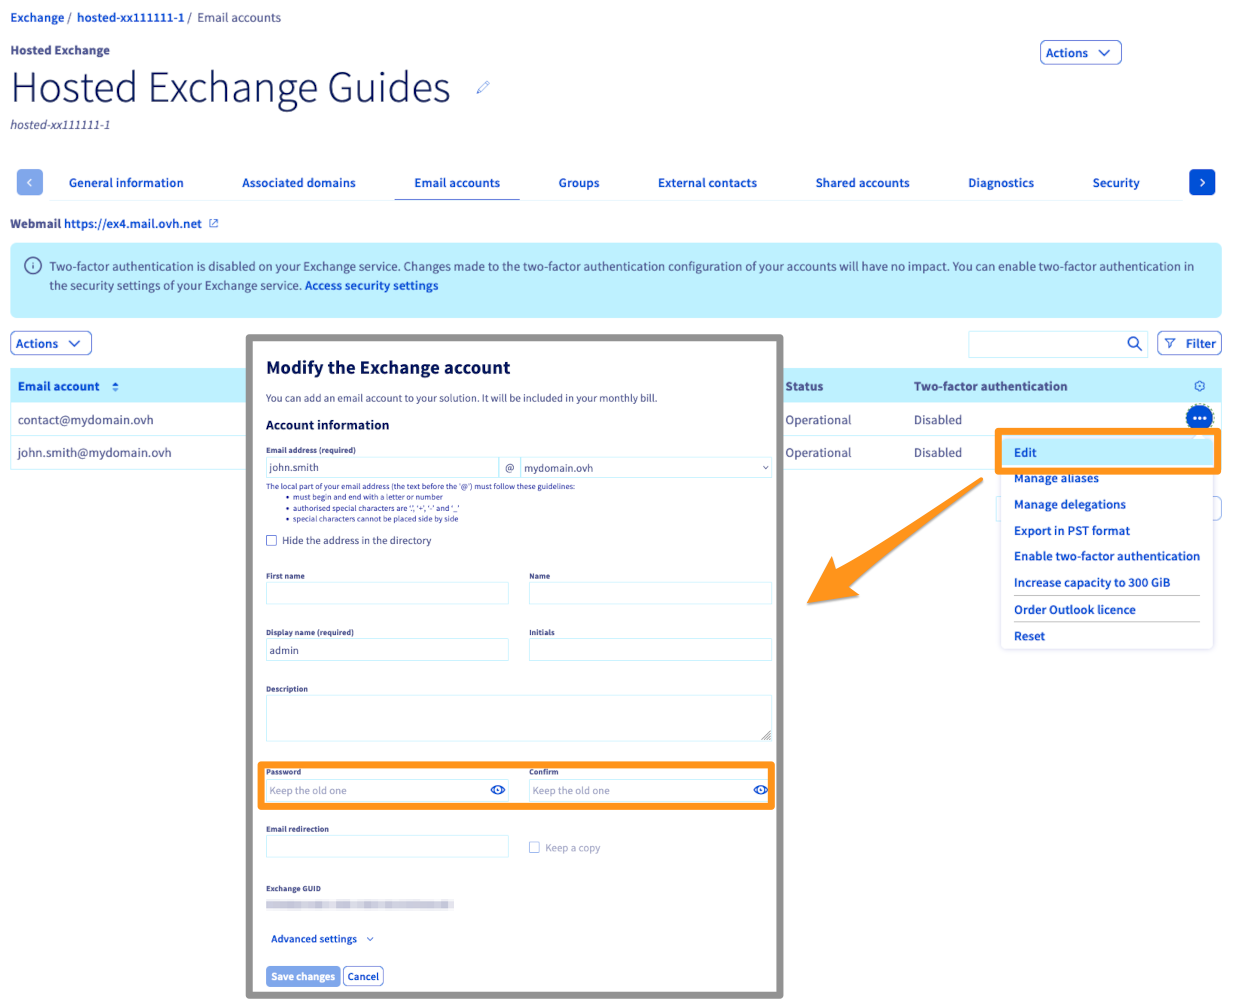 Exchange / hosted-xx111111-1 / Email accounts
Hosted Exchange
Actions
Hosted Exchange Guides
hosted-xx111111-1
General information Associated domains Email accounts Groups External contacts Shared accounts Diagnostics Security
Webmail https://ex4.mail.ovh.net
Two-factor authentication is disabled on your Exchange service. Changes made to the two-factor authentication configuration of your accounts will have no impact. You can enable two-factor authentication in
the security settings of your Exchange service. Access security settings
Actions
Filter
Email account
Status Two-factor authentication
contact@mydomain.ovh
Operational Disabled
john.smith@mydomain.ovh
Operational Disabled
Edit
Manage aliases
Manage delegations
Export in PST format
Enable two-factor authentication
Increase capacity to 300 GiB
Order Outlook licence
Reset
Modify the Exchange account
You can add an email account to your solution. It will be included in your monthly bill.
Account information
Email address (required)
john.smith @ mydomain.ovh
The local part of your email address (the text before the '@') must follow these guidelines:
• must begin and end with a letter or number
• authorised special characters are '.', '+', '-' and '_'
• special characters cannot be placed side by side
Hide the address in the directory
First name Name
Display name (required) Initials
admin
Description
Password Confirm
Keep the old one Keep the old one
Email redirection
Keep a copy
Exchange GUID
Advanced settings
Save changes Cancel